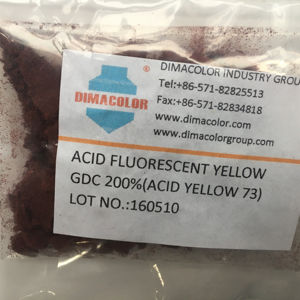 DIMACOLOR INDUSTRY GROU
Tel:+86-571-82825513
Fax:+86-571-82834818
www.dimacolor.com
www.dimacolorgroup.com
®
DIMACOLOR
ACID FLUORESCENT YELLOW
GDC 200%(ACID YELLOW 73)
LOT NO.:160510